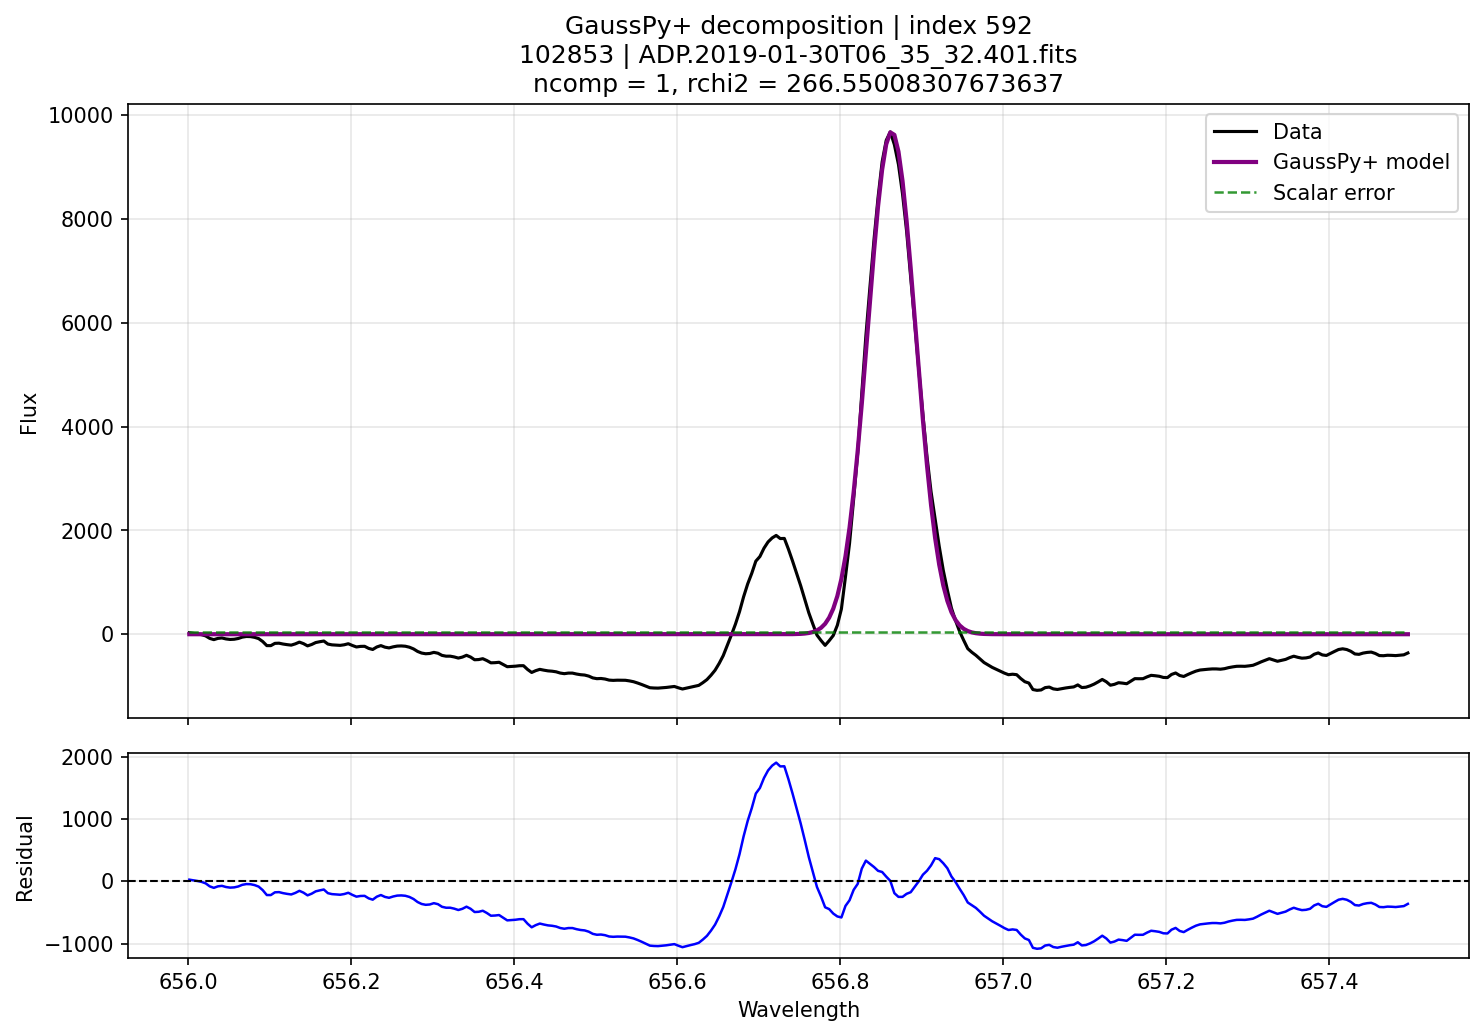 GaussPy+ decomposition | index 592
102853 | ADP.2019-01-30T06_35_32.401.fits
ncomp = 1, rchi2 = 266.55008307673637
10000
8000
6000
4000
2000
0
Flux
Data
GaussPy+ model
Scalar error
2000
1000
0
−1000
Residual
656.0
656.2
656.4
656.6
656.8
657.0
657.2
657.4
Wavelength